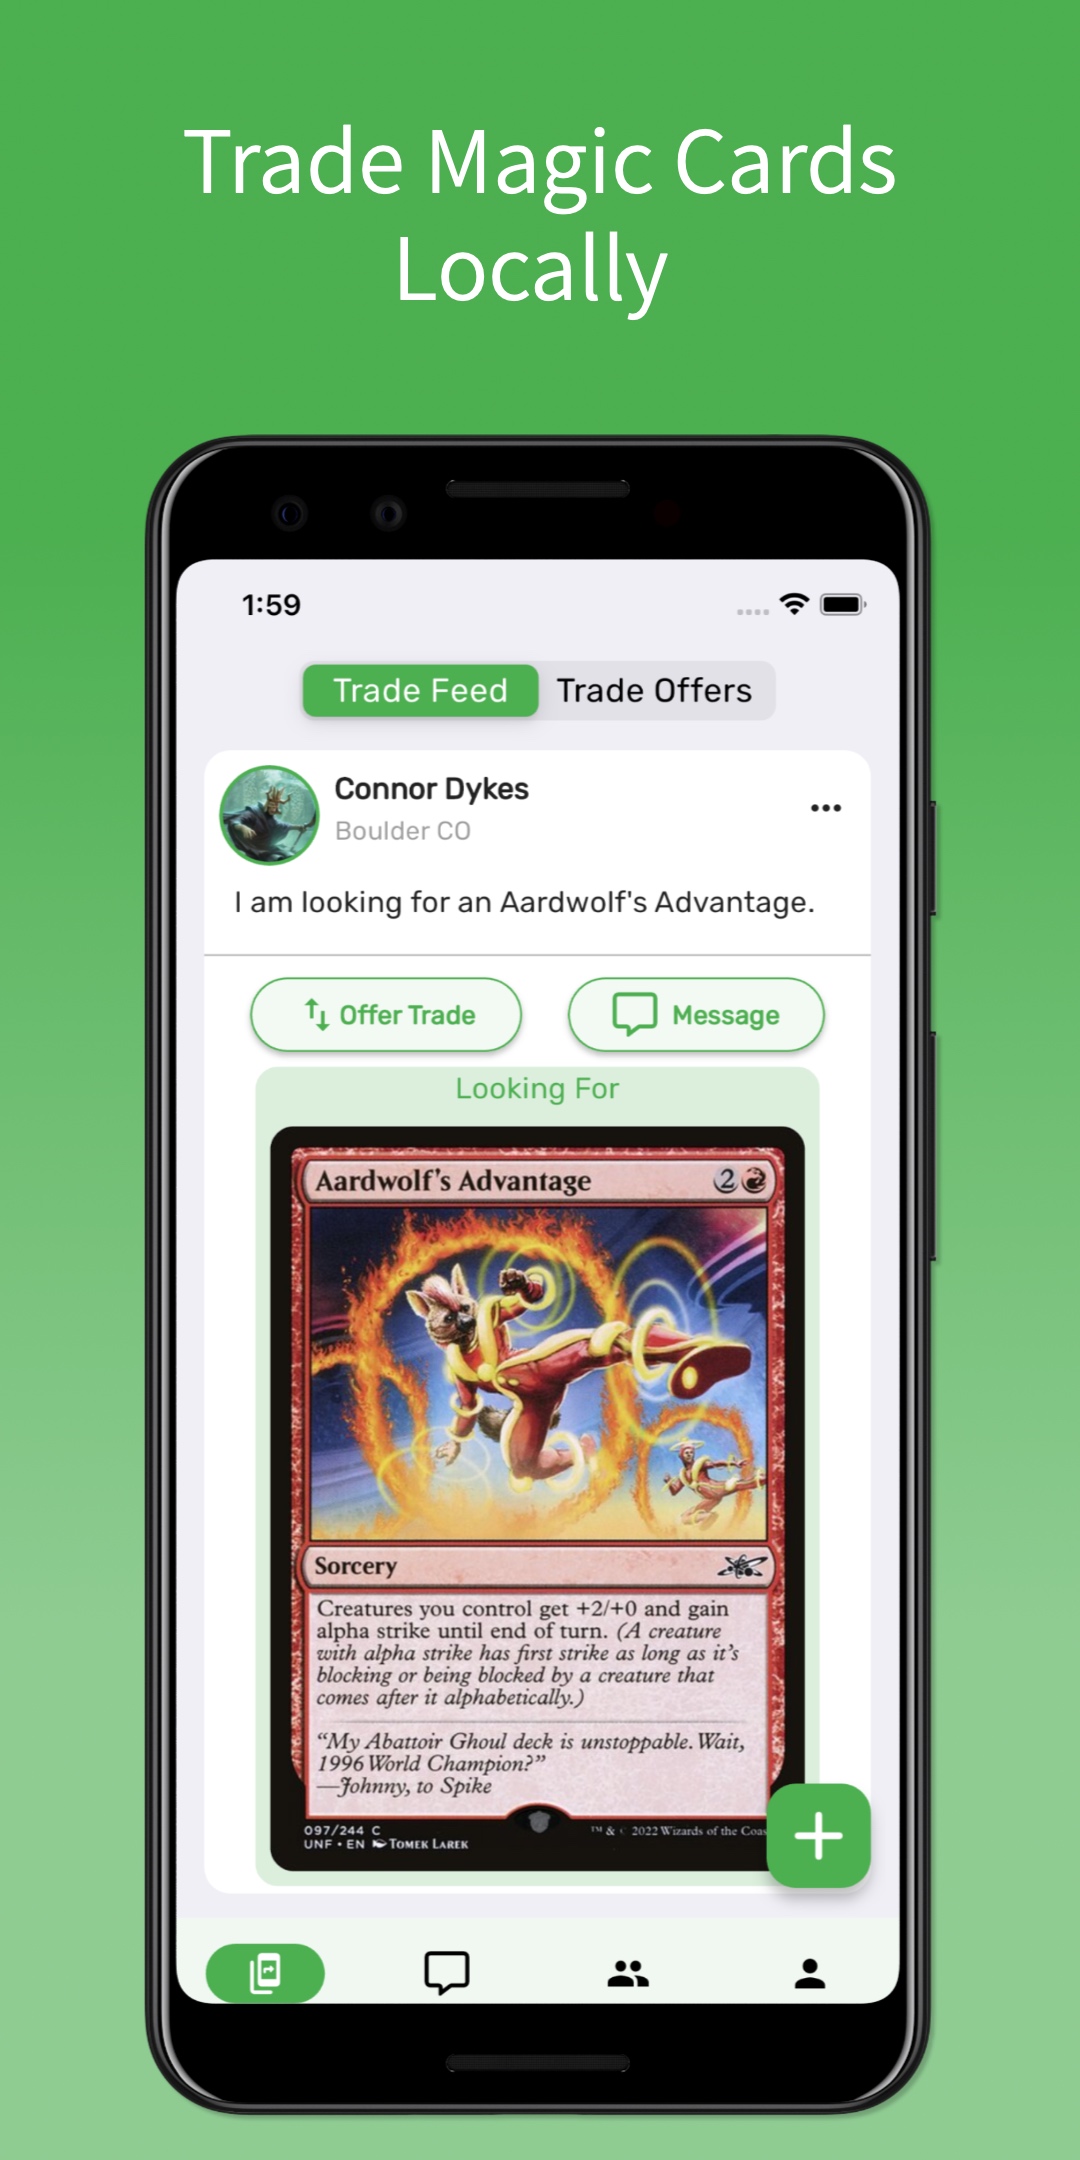 Trade Magic Cards
Locally
1:59
Trade Feed
Trade Offers
Connor Dykes
Boulder CO
I am looking for an Aardwolf's Advantage.
Offer Trade
Message
Looking For
Aardwolf's Advantage
2
Sorcery
Creatures you control get +2/+0 and gain
alpha strike until end of turn. (A creature
with alpha strike has first strike as long as it's
blocking or being blocked by a creature that
comes after it alphabetically.)
"My Abattoir Ghoul deck is unstoppable. Wait,
1996 World Champion?"
—Johnny, to Spike
097/244 C
UNF • EN Tomek Larek
™ & © 2022 Wizards of the Coas